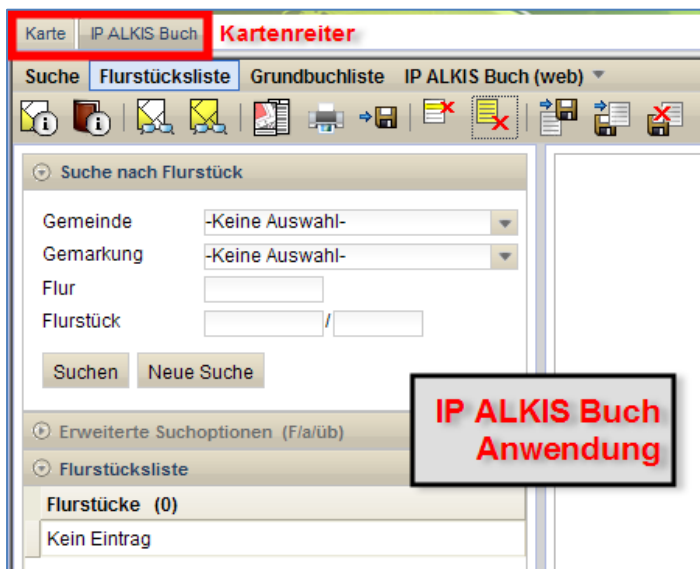 Karte IP ALKIS Buch Kartenreiter
Suche Flurstücksliste Grundbuchliste IP ALKIS Buch (web)
Suche nach Flurstück
Gemeinde -Keine Auswahl-
Gemarkung -Keine Auswahl-
Flur
Flurstück /
Suchen Neue Suche
IP ALKIS Buch
Anwendung
Erweiterte Suchoptionen (F/a/üb)
Flurstücksliste
Flurstücke (0)
Kein Eintrag